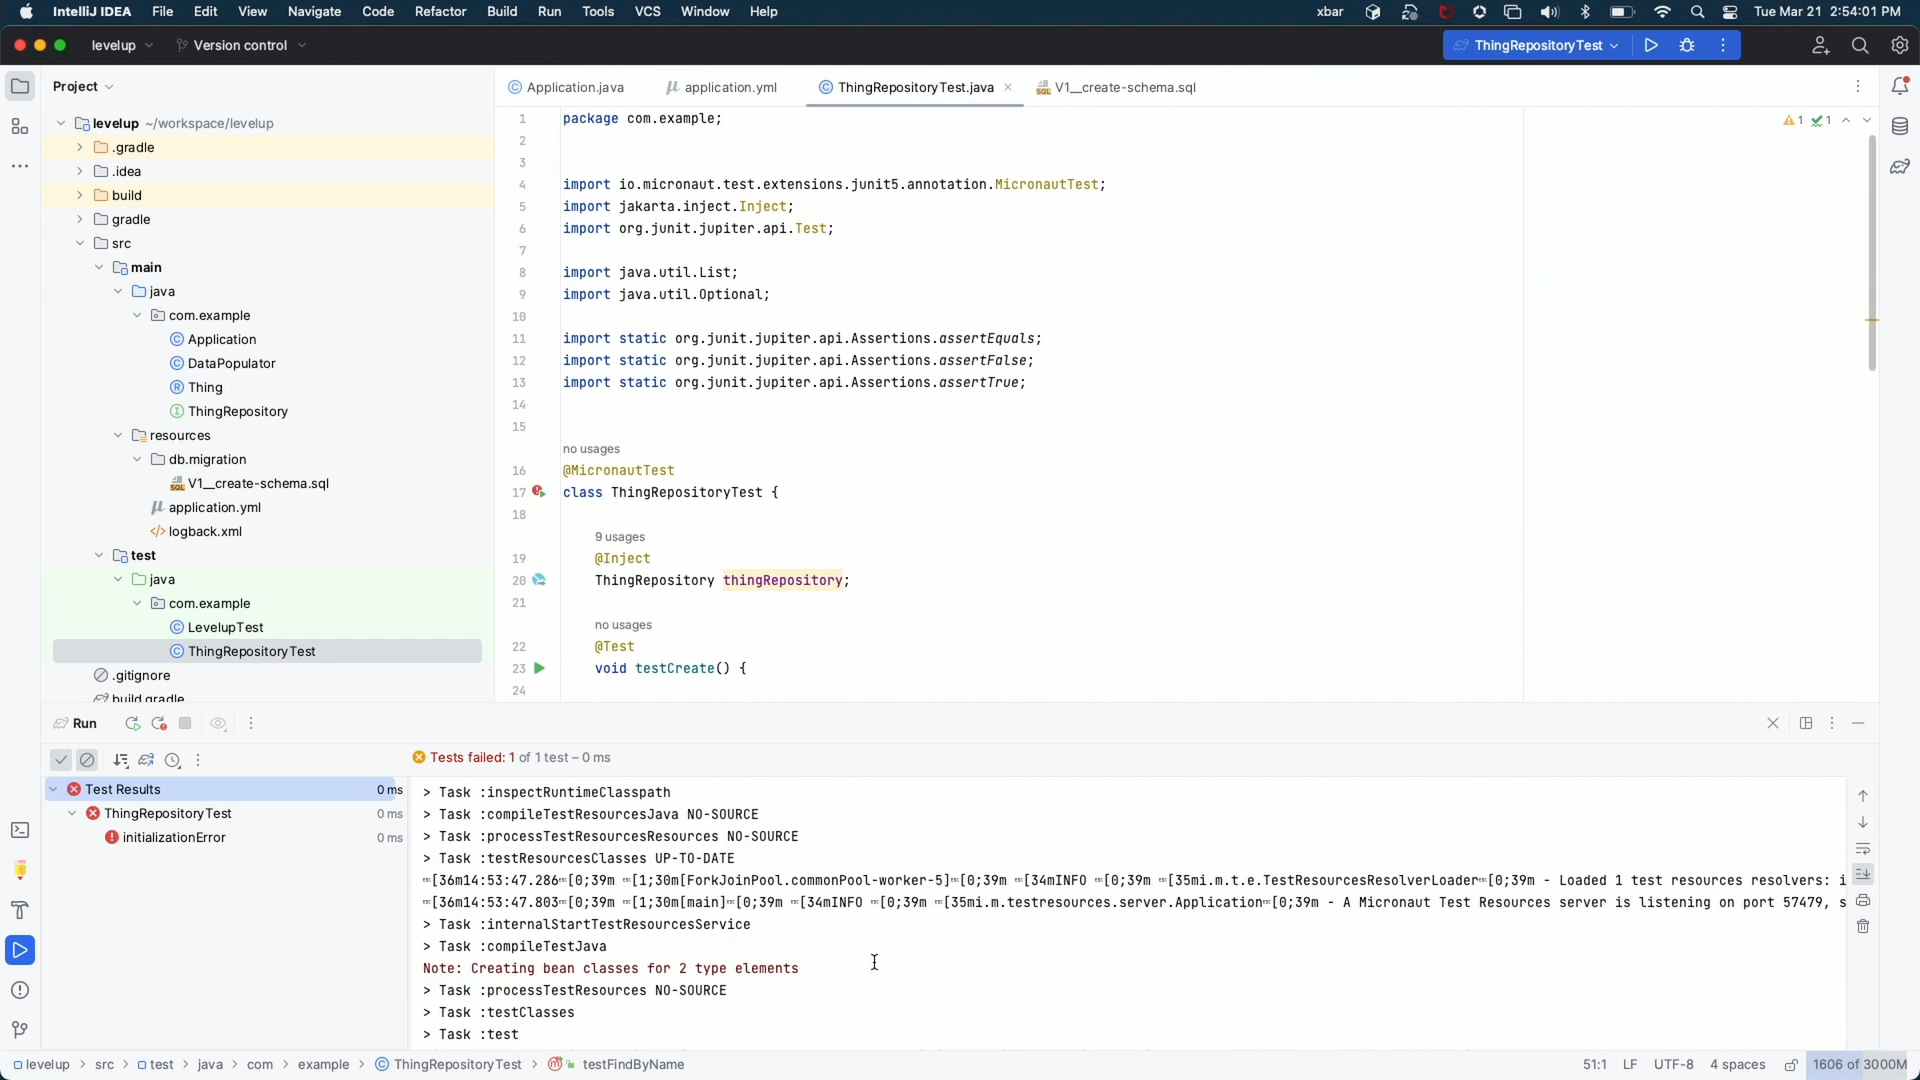 IntelliJ IDEA File Edit View Navigate Code Refactor Build Run Tools VCS Window Help xbar Tue Mar 21 2:54:01 PM
levelup Version control ThingRepositoryTest
Project
Application.java application.yml ThingRepositoryTest.java V1__create-schema.sql
levelup ~/workspace/levelup
.gradle
.idea
build
gradle
src
main
java
com.example
Application
DataPopulator
Thing
ThingRepository
resources
db.migration
V1__create-schema.sql
application.yml
logback.xml
test
java
com.example
LevelupTest
ThingRepositoryTest
.gitignore
build.gradle
1 package com.example;
2
3
4 import io.micronaut.test.extensions.junit5.annotation.MicronautTest;
5 import jakarta.inject.Inject;
6 import org.junit.jupiter.api.Test;
7
8 import java.util.List;
9 import java.util.Optional;
10
11 import static org.junit.jupiter.api.Assertions.assertEquals;
12 import static org.junit.jupiter.api.Assertions.assertFalse;
13 import static org.junit.jupiter.api.Assertions.assertTrue;
14
15
no usages
16 @MicronautTest
17 class ThingRepositoryTest {
18
9 usages
19 @Inject
20 ThingRepository thingRepository;
21
no usages
22 @Test
23 void testCreate() {
24
1 1
Run
Tests failed: 1 of 1 test – 0 ms
Test Results 0 ms
ThingRepositoryTest 0 ms
initializationError 0 ms
> Task :inspectRuntimeClasspath
> Task :compileTestResourcesJava NO-SOURCE
> Task :processTestResourcesResources NO-SOURCE
> Task :testResourcesClasses UP-TO-DATE
[36m14:53:47.286[0;39m [1;30m[ForkJoinPool.commonPool-worker-5][0;39m [34mINFO [0;39m [35mi.m.t.e.TestResourcesResolverLoader[0;39m - Loaded 1 test resources resolvers: i
[36m14:53:47.803[0;39m [1;30m[main][0;39m [34mINFO [0;39m [35mi.m.testresources.server.Application[0;39m - A Micronaut Test Resources server is listening on port 57479, s
> Task :internalStartTestResourcesService
> Task :compileTestJava
Note: Creating bean classes for 2 type elements
> Task :processTestResources NO-SOURCE
> Task :testClasses
> Task :test
levelup > src > test > java > com > example > ThingRepositoryTest > testFindByName 51:1 LF UTF-8 4 spaces 1606 of 3000M